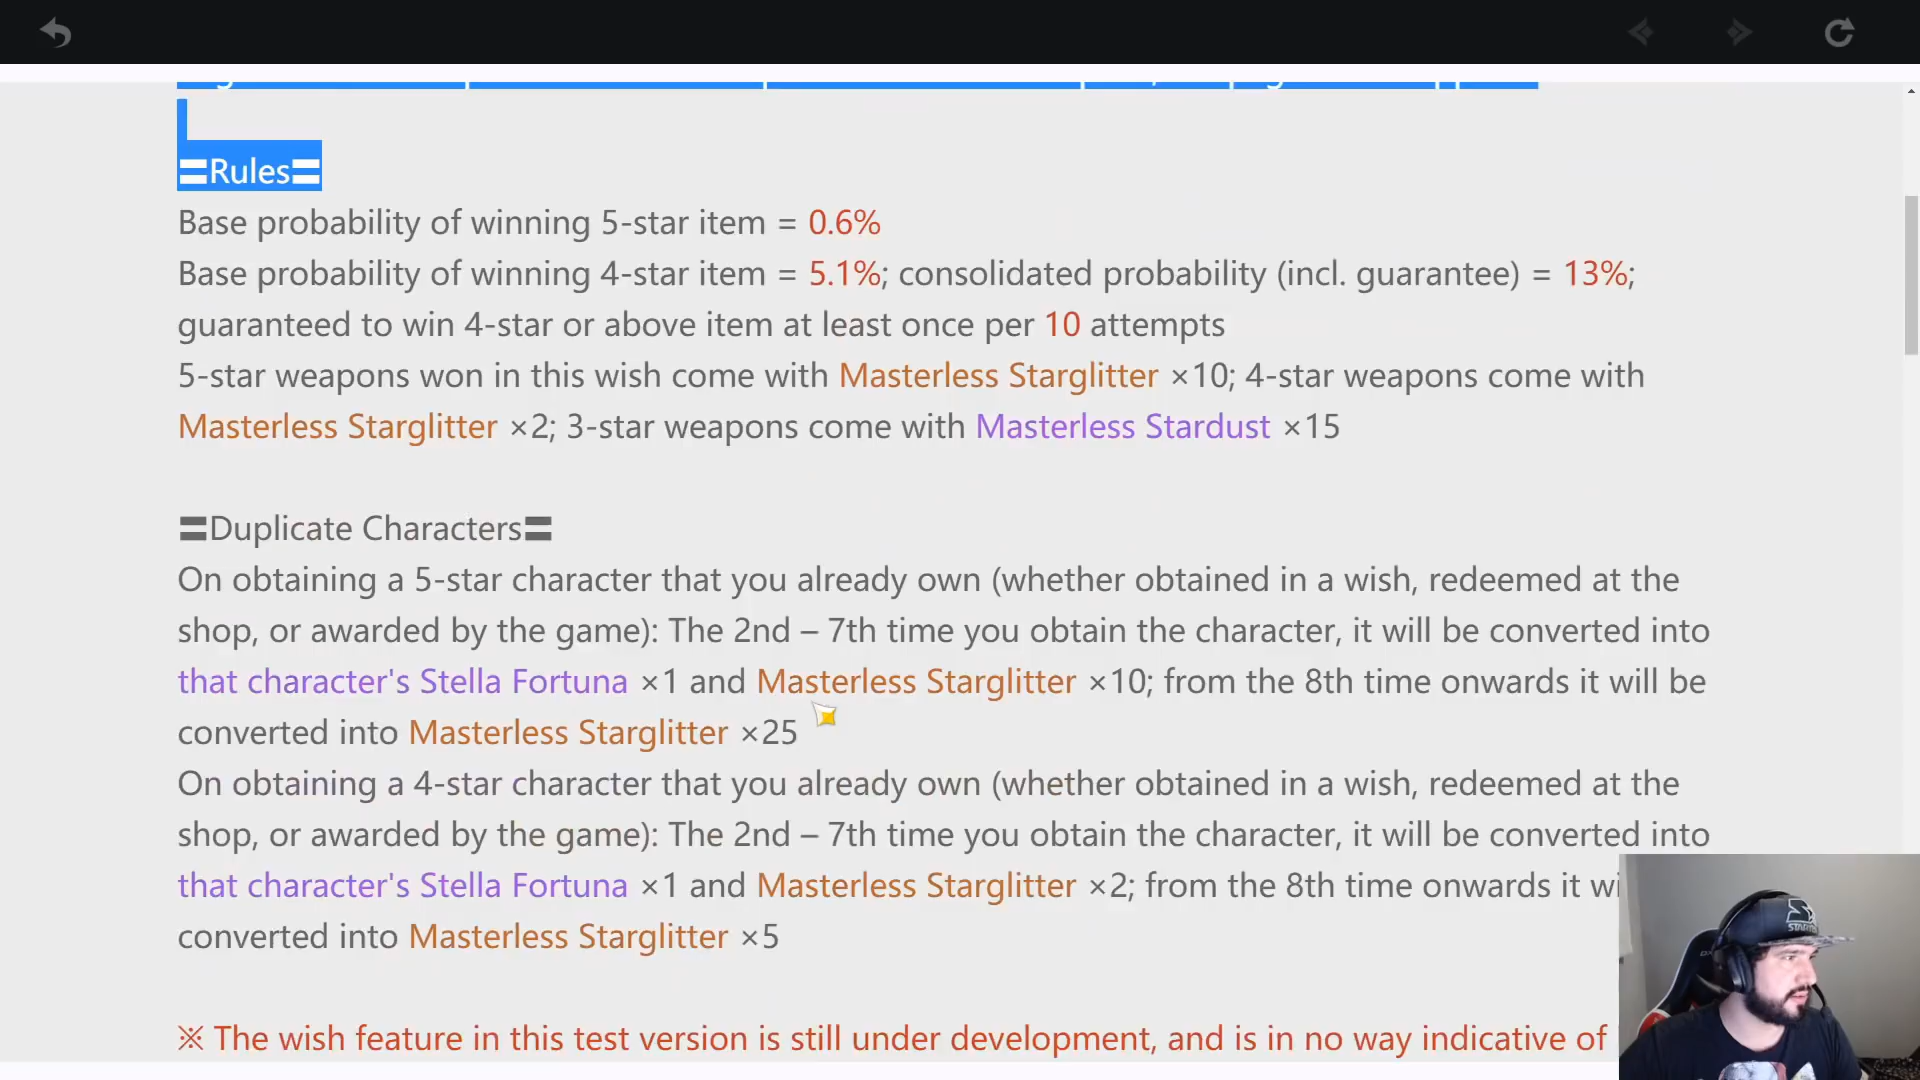 〓Rules〓
Base probability of winning 5-star item = 0.6%
Base probability of winning 4-star item = 5.1%; consolidated probability (incl. guarantee) = 13%;
guaranteed to win 4-star or above item at least once per 10 attempts
5-star weapons won in this wish come with Masterless Starglitter ×10; 4-star weapons come with
Masterless Starglitter ×2; 3-star weapons come with Masterless Stardust ×15
〓Duplicate Characters〓
On obtaining a 5-star character that you already own (whether obtained in a wish, redeemed at the
shop, or awarded by the game): The 2nd – 7th time you obtain the character, it will be converted into
that character's Stella Fortuna ×1 and Masterless Starglitter ×10; from the 8th time onwards it will be
converted into Masterless Starglitter ×25
On obtaining a 4-star character that you already own (whether obtained in a wish, redeemed at the
shop, or awarded by the game): The 2nd – 7th time you obtain the character, it will be converted into
that character's Stella Fortuna ×1 and Masterless Starglitter ×2; from the 8th time onwards it wi
converted into Masterless Starglitter ×5
※ The wish feature in this test version is still under development, and is in no way indicative of